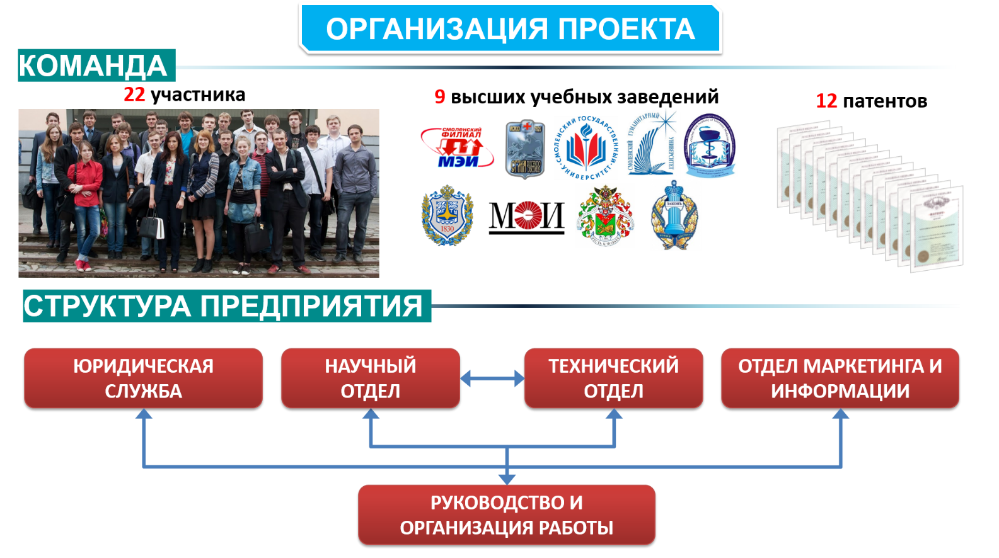 ОРГАНИЗАЦИЯ ПРОЕКТА
КОМАНДА
22 участника
9 высших учебных заведений
12 патентов
СМОЛЕНСКИЙ
ФИЛИАЛ
МЭИ
СМОЛЕНСКИЙ ГОСУДАРСТВЕННЫЙ
УНИВЕРСИТЕТ
СМОЛЕНСКИЙ ГУМАНИТАРНЫЙ
УНИВЕРСИТЕТ
1830
МЭИ
ЗАКОНЪ
СТРУКТУРА ПРЕДПРИЯТИЯ
ЮРИДИЧЕСКАЯ
СЛУЖБА
НАУЧНЫЙ
ОТДЕЛ
ТЕХНИЧЕСКИЙ
ОТДЕЛ
ОТДЕЛ МАРКЕТИНГА И
ИНФОРМАЦИИ
РУКОВОДСТВО И
ОРГАНИЗАЦИЯ РАБОТЫ